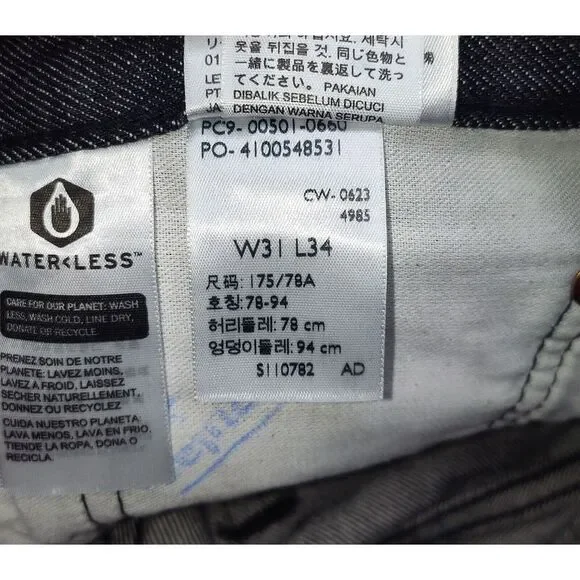 옷을 뒤집을 것. 同じ色物と
一緒に製品を裏返して洗っ
てください。 PAKAIAN
DIBALIK SEBELUM DICUCI
DENGAN WARNA SERUPA
PC9- 00501-0660
PO- 4100548531
CW- 0623
4985
W31 L34
尺码: 175/78A
호칭: 78-94
허리둘레: 78 cm
엉덩이둘레: 94 cm
S110782 AD
WATER<LESS™
CARE FOR OUR PLANET: WASH
LESS, WASH COLD, LINE DRY,
DONATE OR RECYCLE
PRENEZ SOIN DE NOTRE
PLANETE: LAVEZ MOINS,
LAVEZ A FROID, LAISSEZ
SECHER NATURELLEMENT,
DONNEZ OU RECYCLEZ
CUIDA NUESTRO PLANETA
LAVA MENOS, LAVA EN FRIO,
TIENDE LA ROPA, DONA O
RECICLA.